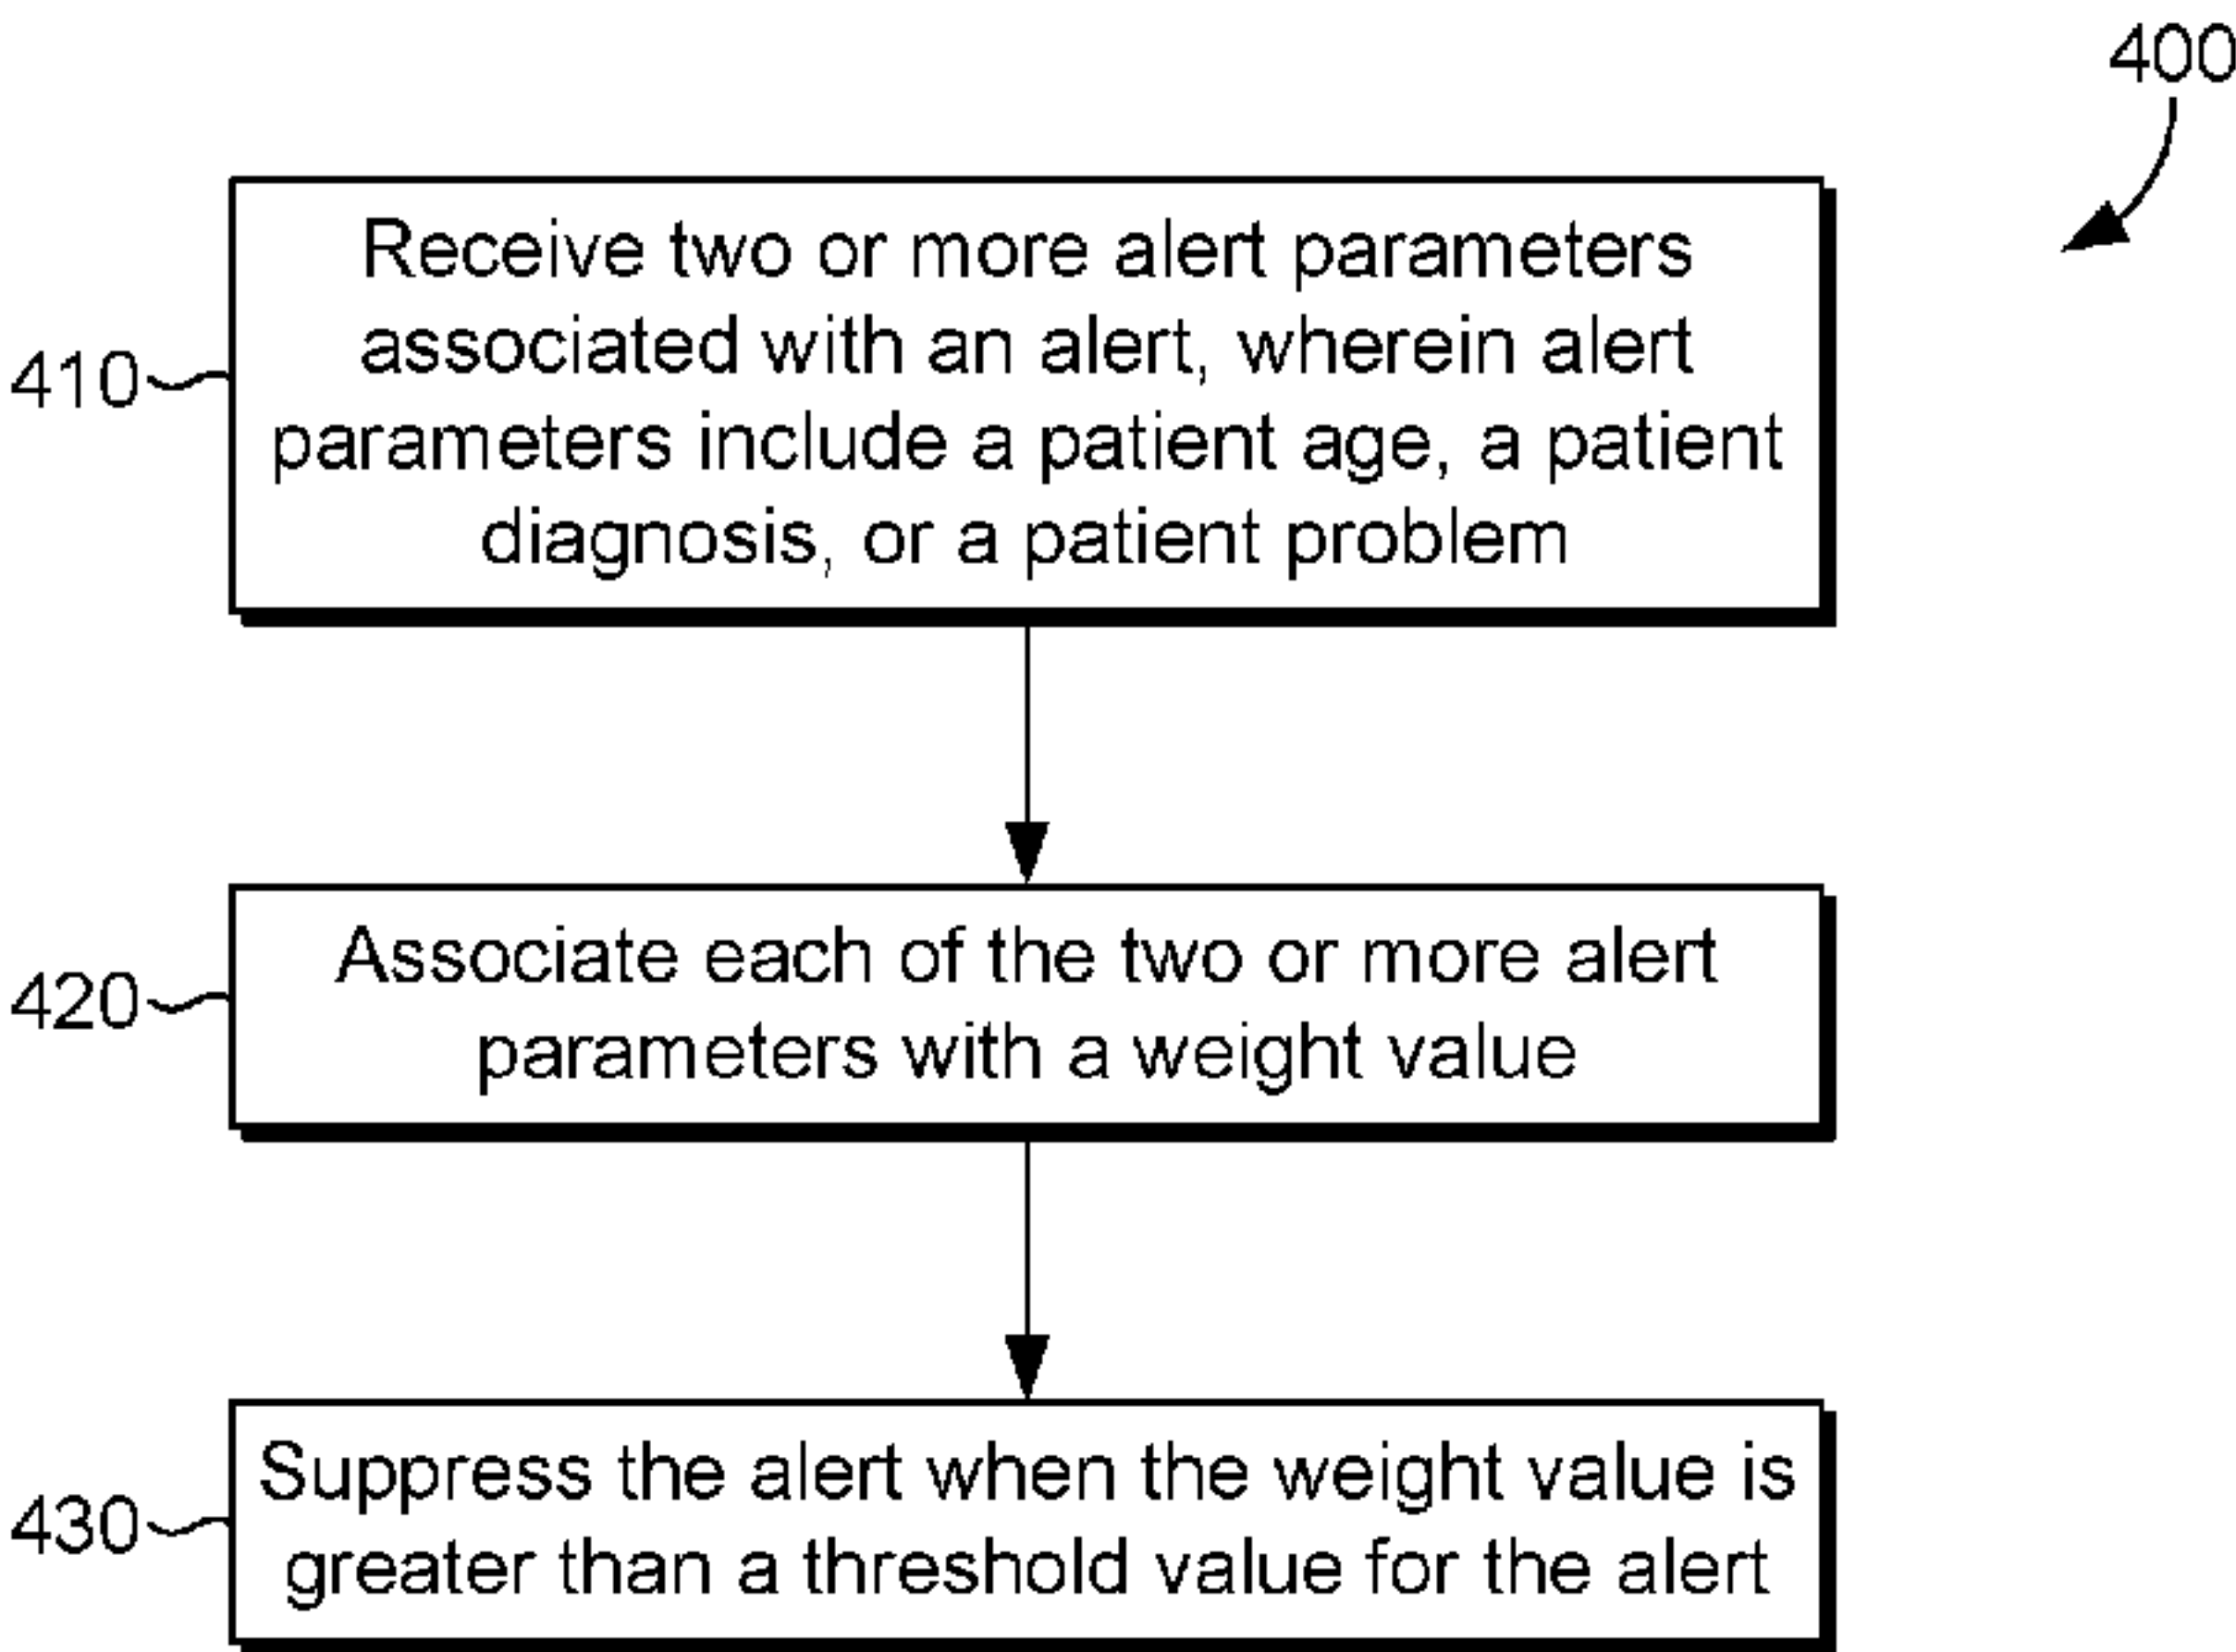 400
410
Receive two or more alert parameters
associated with an alert, wherein alert
parameters include a patient age, a patient
diagnosis, or a patient problem
420
Associate each of the two or more alert
parameters with a weight value
430
Suppress the alert when the weight value is
greater than a threshold value for the alert